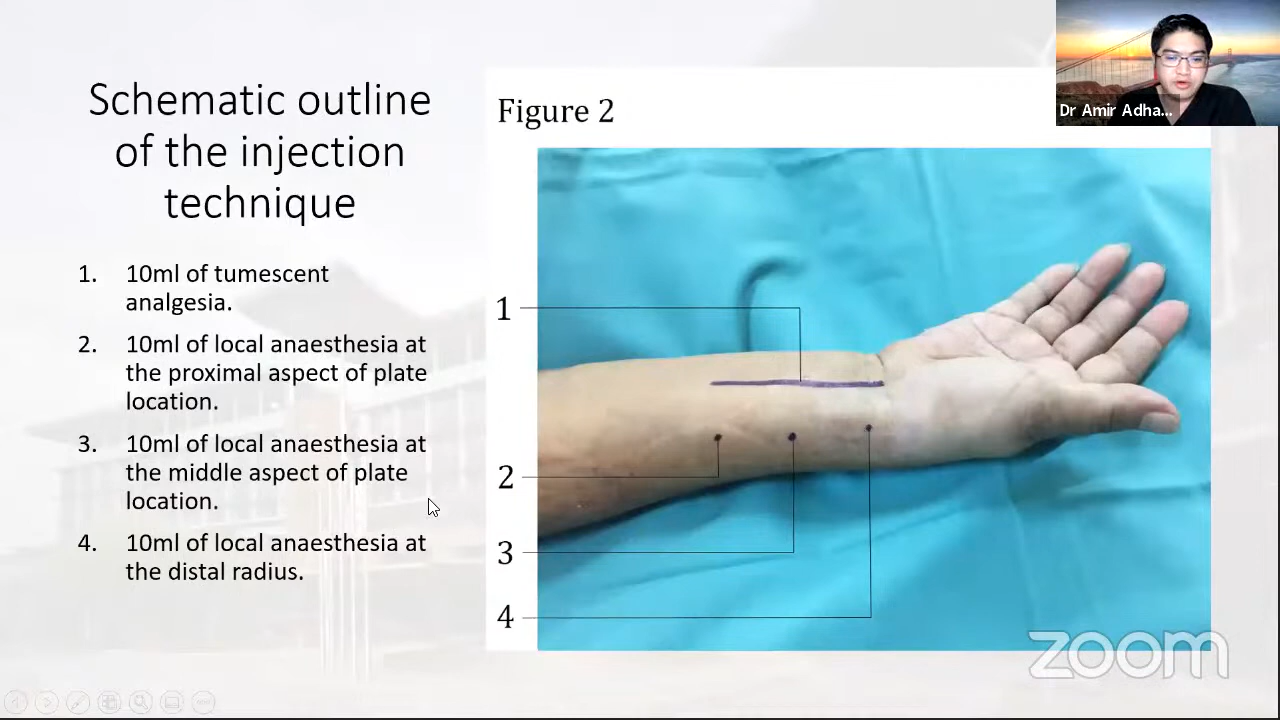 Schematic outline
of the injection
technique
1. 10ml of tumescent
analgesia.
2. 10ml of local anaesthesia at
the proximal aspect of plate
location.
3. 10ml of local anaesthesia at
the middle aspect of plate
location.
4. 10ml of local anaesthesia at
the distal radius.
Figure 2
1
2
3
4
Dr Amir Adha...
zoom